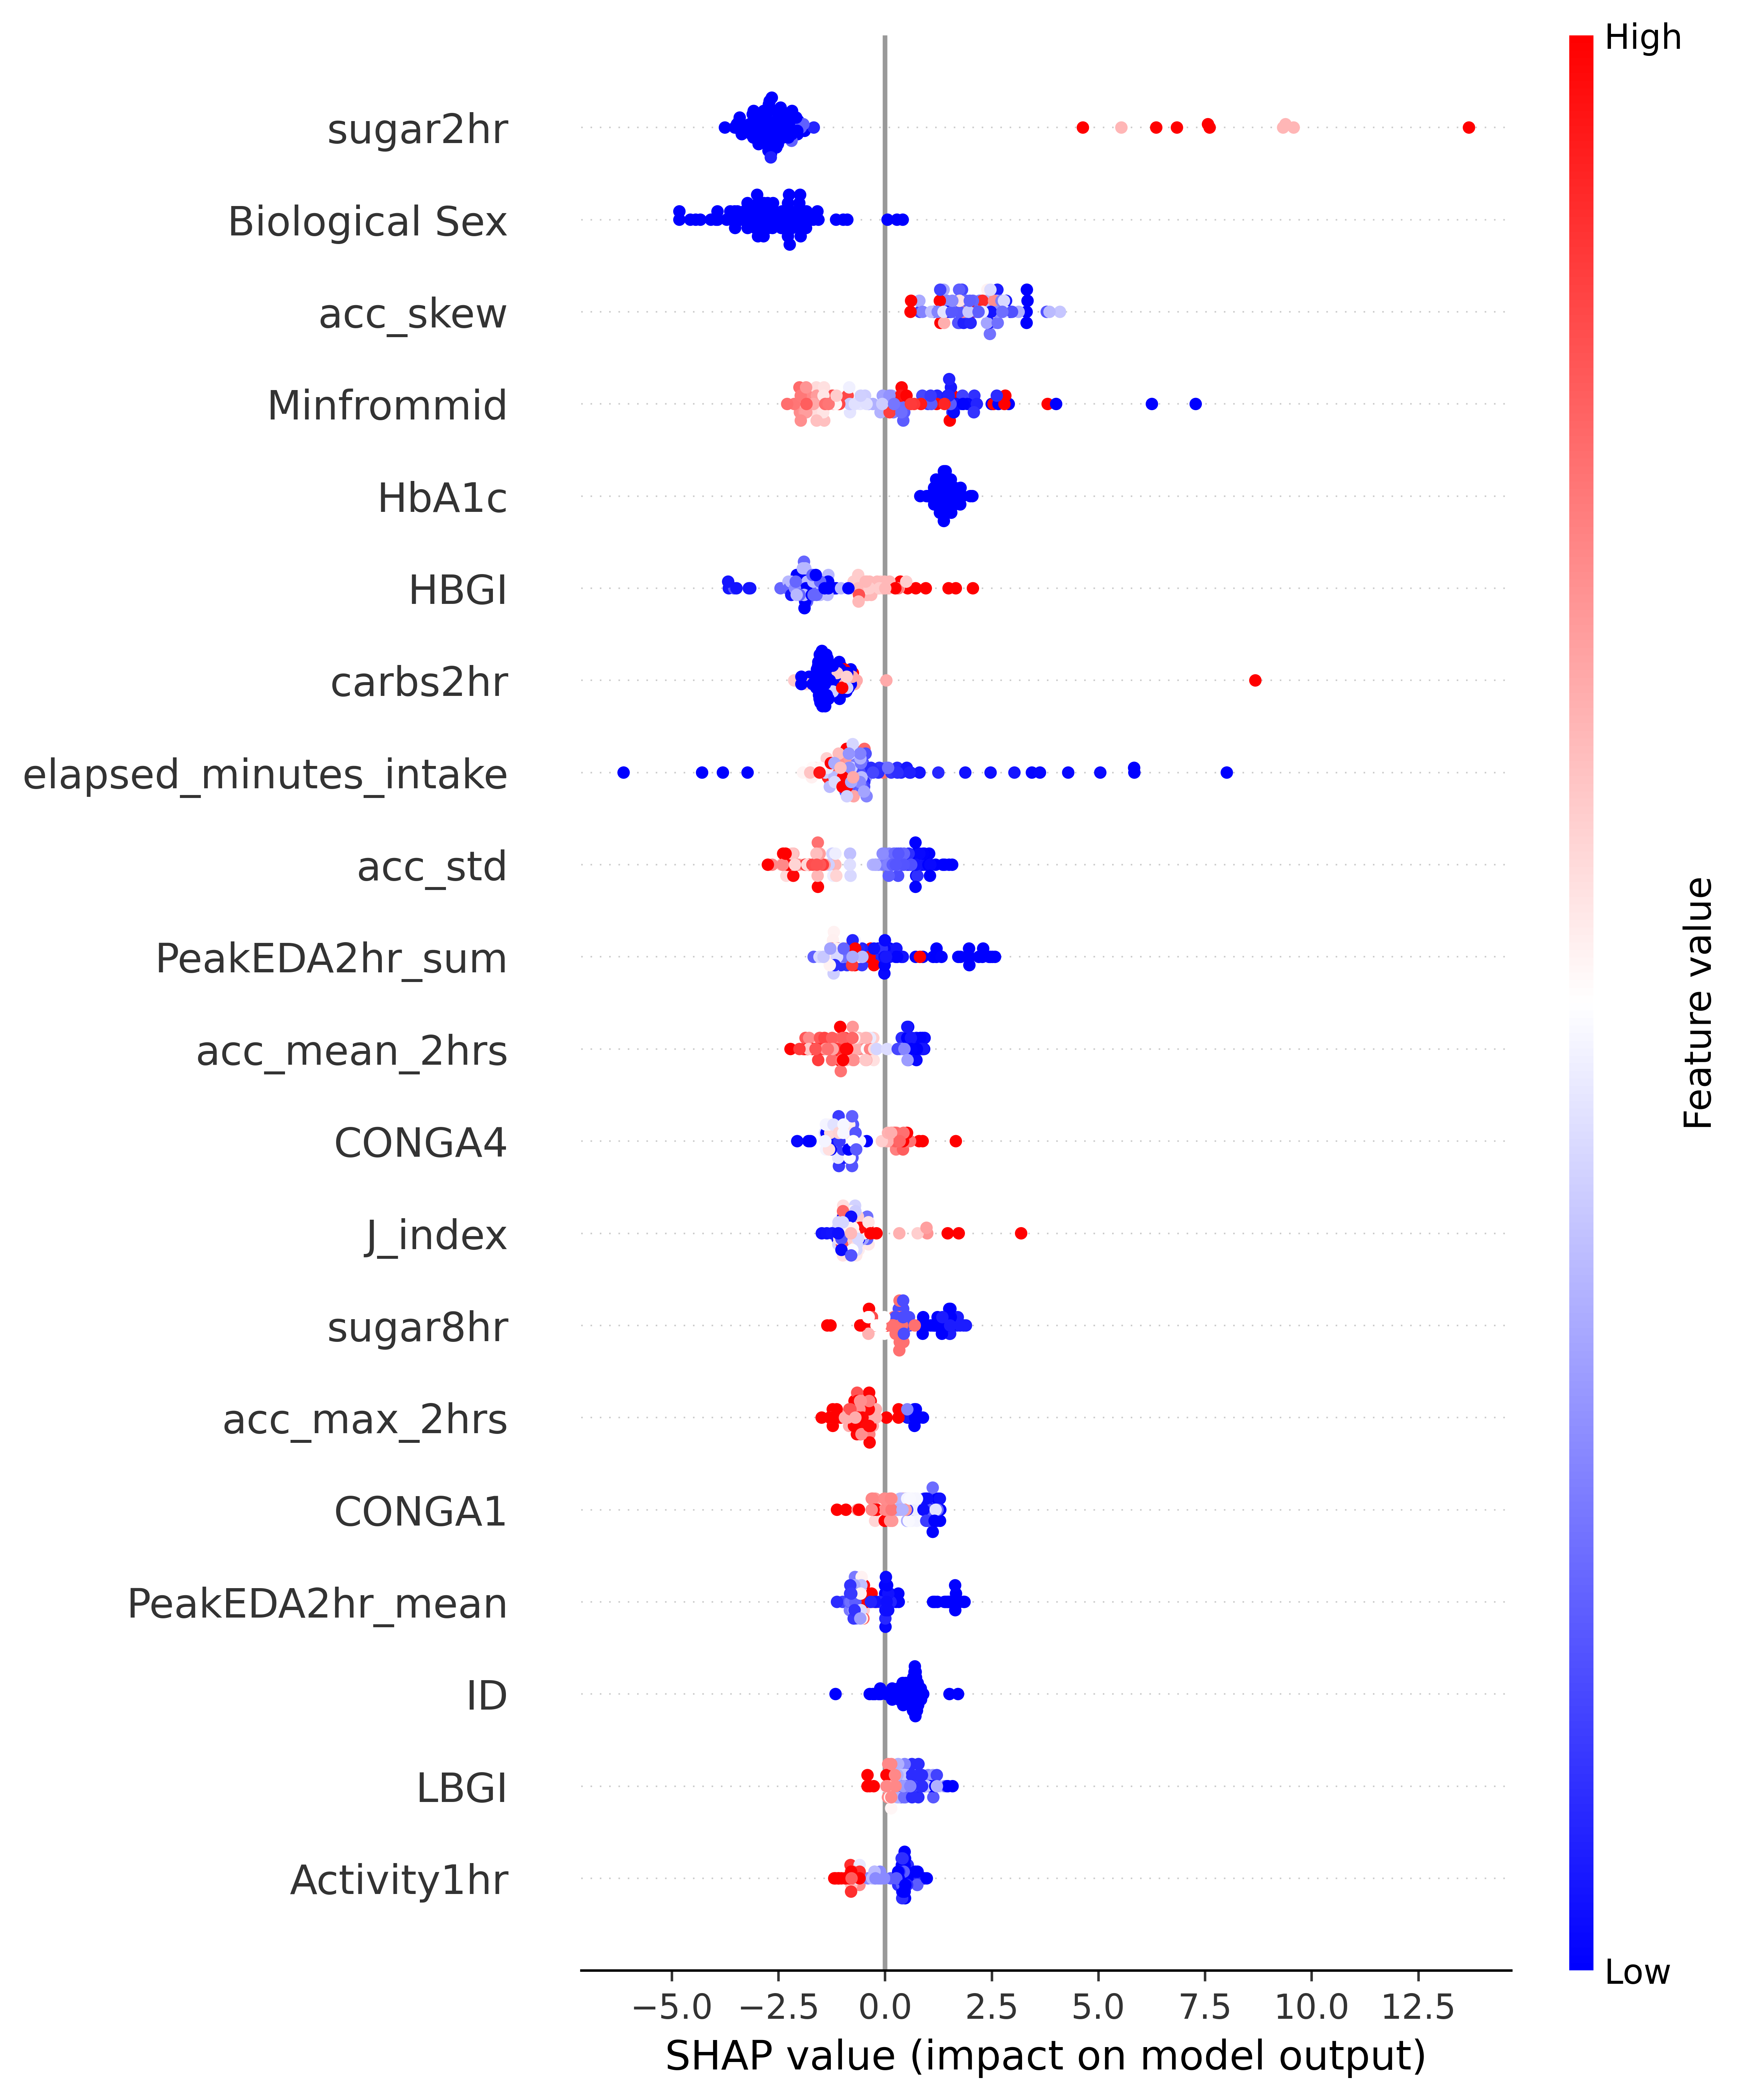 High
sugar2hr
Biological Sex
acc_skew
Minfrommid
HbA1c
HBGI
carbs2hr
elapsed_minutes_intake
acc_std
PeakEDA2hr_sum
acc_mean_2hrs
CONGA4
J_index
sugar8hr
acc_max_2hrs
CONGA1
PeakEDA2hr_mean
ID
LBGI
Activity1hr
Feature value
Low
−5.0 −2.5 0.0 2.5 5.0 7.5 10.0 12.5
SHAP value (impact on model output)